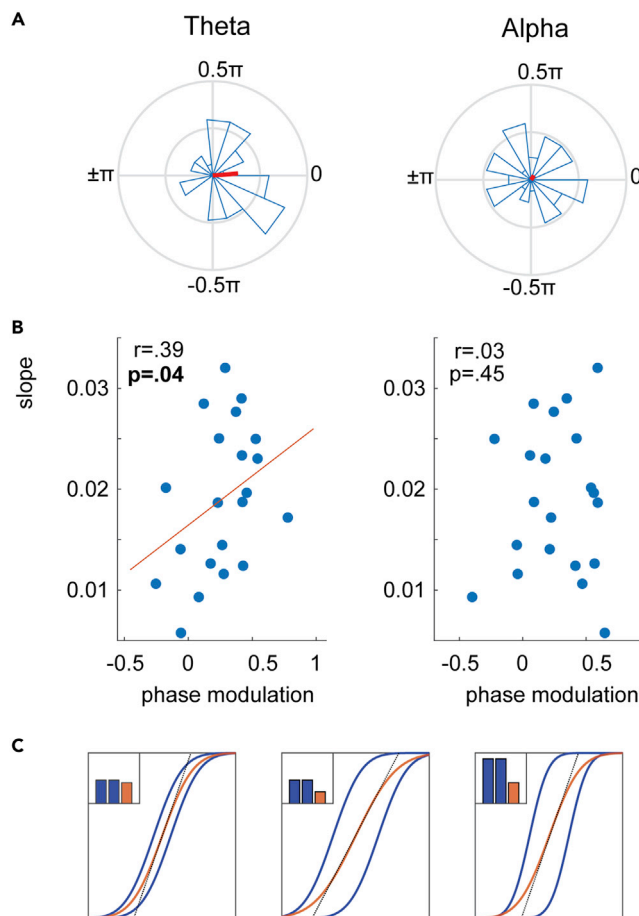 A
Theta Alpha
0.5π 0.5π
±π 0 ±π 0
-0.5π -0.5π
B
r=.39 r=.03
p=.04 p=.45
slope
0.03 0.03
0.02 0.02
0.01 0.01
-0.5 0 0.5 1 -0.5 0 0.5
phase modulation phase modulation
C